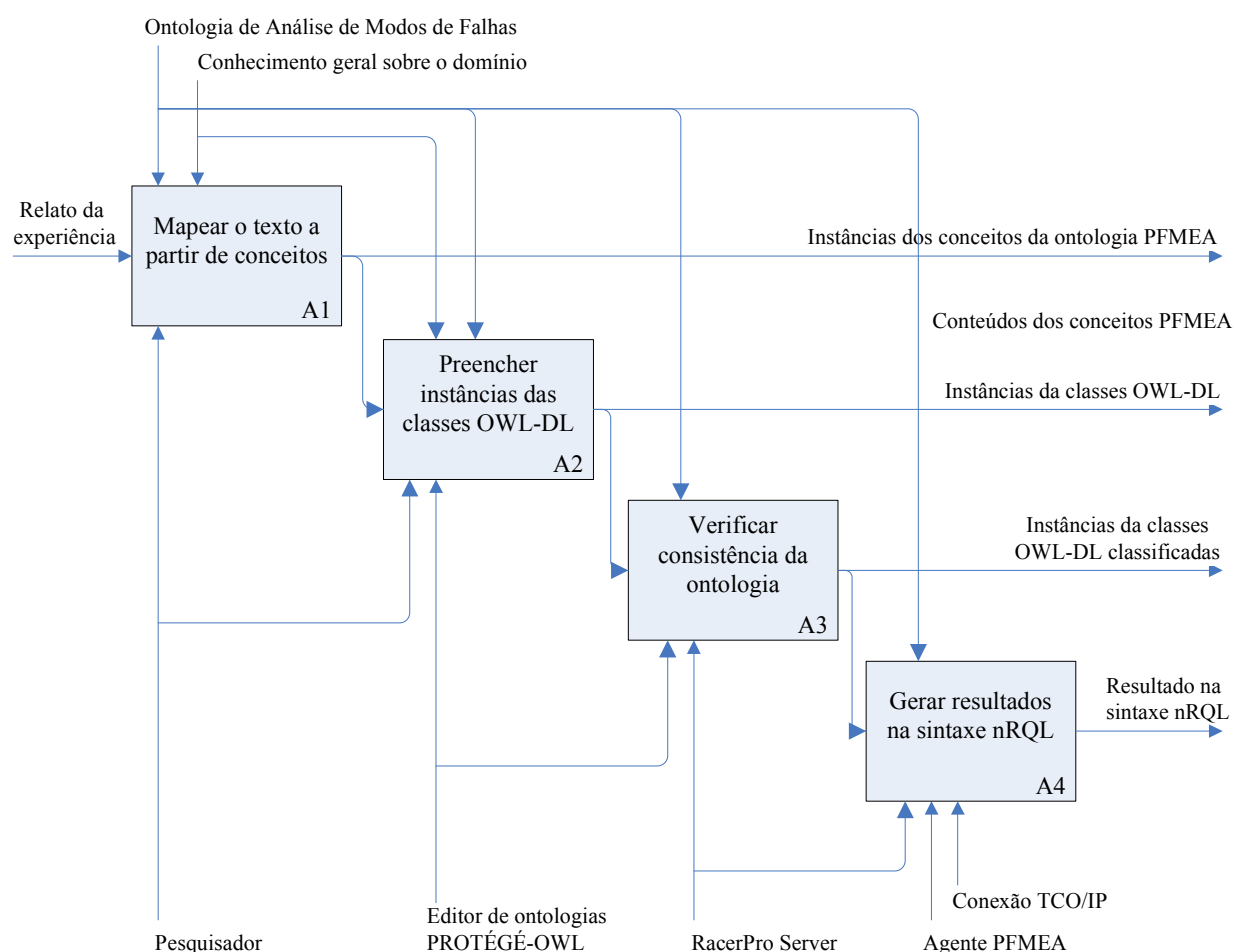 Ontologia de Análise de Modos de Falhas
Conhecimento geral sobre o domínio
Relato da
experiência
Mapear o texto a
partir de conceitos
A1
Instâncias dos conceitos da ontologia PFMEA
Conteúdos dos conceitos PFMEA
Preencher
instâncias das
classes OWL-DL
A2
Instâncias da classes OWL-DL
Verificar
consistência da
ontologia
A3
Instâncias da classes
OWL-DL classificadas
Gerar resultados
na sintaxe nRQL
A4
Resultado na
sintaxe nRQL
Conexão TCO/IP
Pesquisador
Editor de ontologias
PROTÉGÉ-OWL
RacerPro Server
Agente PFMEA